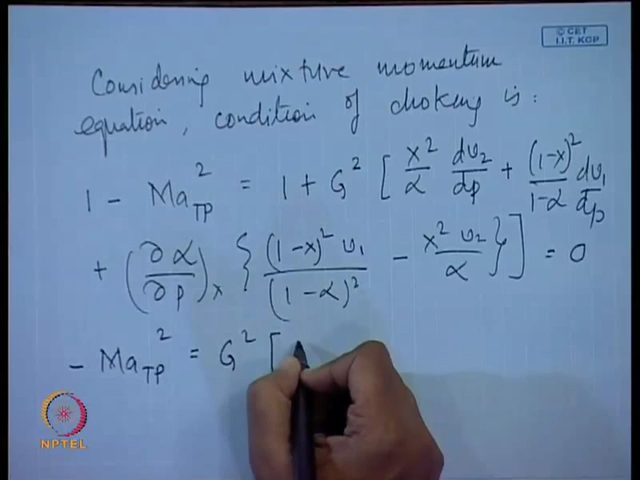 © CET
I.I.T. KGP
Considering mixture momentum
equation, condition of choking is:
1 - Ma_TP^2 = 1 + G^2 [ x^2/α dv_2/dp + (1-x)^2/(1-α) dv_1/dp
+ (∂α/∂p)_x { (1-x)^2 v_1/(1-α)^2 - x^2 v_2/α } ] = 0
- Ma_TP^2 = G^2 [
NPTEL